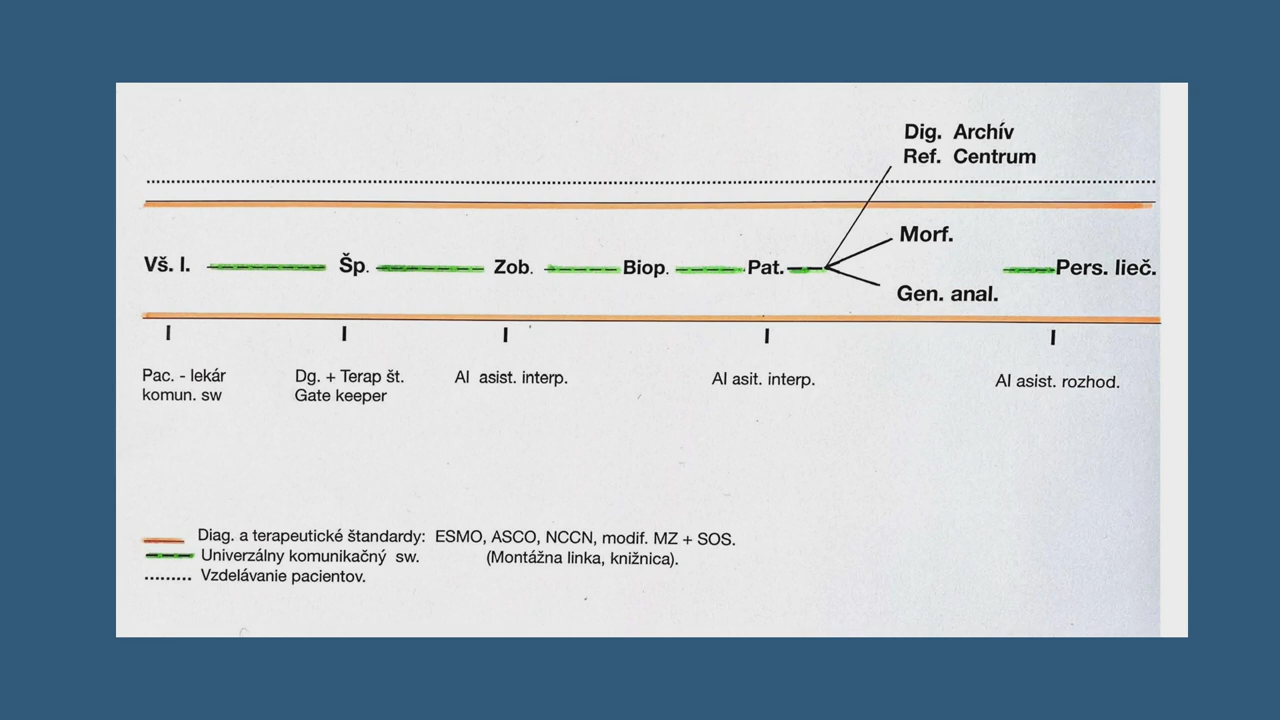 Dig. Archív
Ref. Centrum
Morf.
Vš. l. Šp. Zob. Biop. Pat. Pers. lieč.
Gen. anal.
Pac. - lekár
komun. sw
Dg. + Terap št.
Gate keeper
AI asist. interp.
AI asit. interp.
AI asist. rozhod.
Diag. a terapeutické štandardy: ESMO, ASCO, NCCN, modif. MZ + SOS.
Univerzálny komunikačný sw. (Montážna linka, knižnica).
Vzdelávanie pacientov.